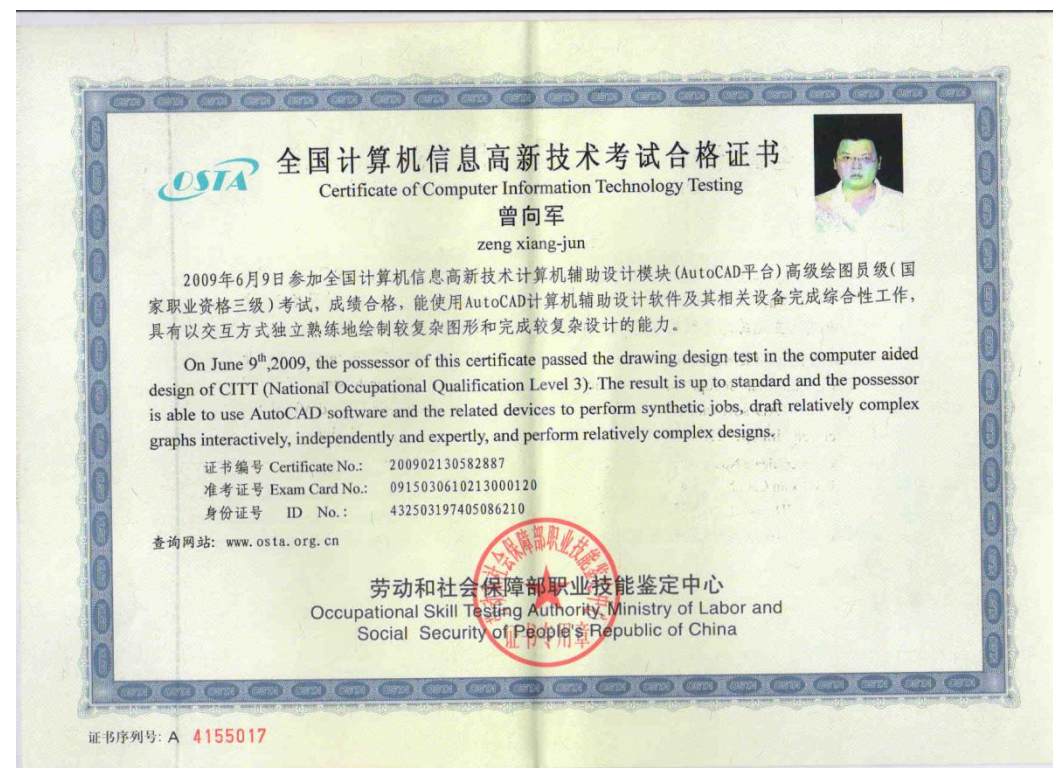 OSTA
全国计算机信息高新技术考试合格证书
Certificate of Computer Information Technology Testing
曾向军
zeng xiang-jun
2009年6月9日参加全国计算机信息高新技术计算机辅助设计模块(AutoCAD平台)高级绘图员级(国
家职业资格三级)考试，成绩合格，能使用AutoCAD计算机辅助设计软件及其相关设备完成综合性工作，
具有以交互方式独立熟练地绘制较复杂图形和完成较复杂设计的能力。
On June 9th,2009, the possessor of this certificate passed the drawing design test in the computer aided
design of CITT (National Occupational Qualification Level 3). The result is up to standard and the possessor
is able to use AutoCAD software and the related devices to perform synthetic jobs, draft relatively complex
graphs interactively, independently and expertly, and perform relatively complex designs.
证书编号 Certificate No.: 200902130582887
准考证号 Exam Card No.: 0915030610213000120
身份证号 ID No.: 432503197405086210
查询网站: www.osta.org.cn
劳动和社会保障部职业技能鉴定中心
Occupational Skill Testing Authority, Ministry of Labor and
Social Security of People's Republic of China
证书专用章
证书序列号: A 4155017